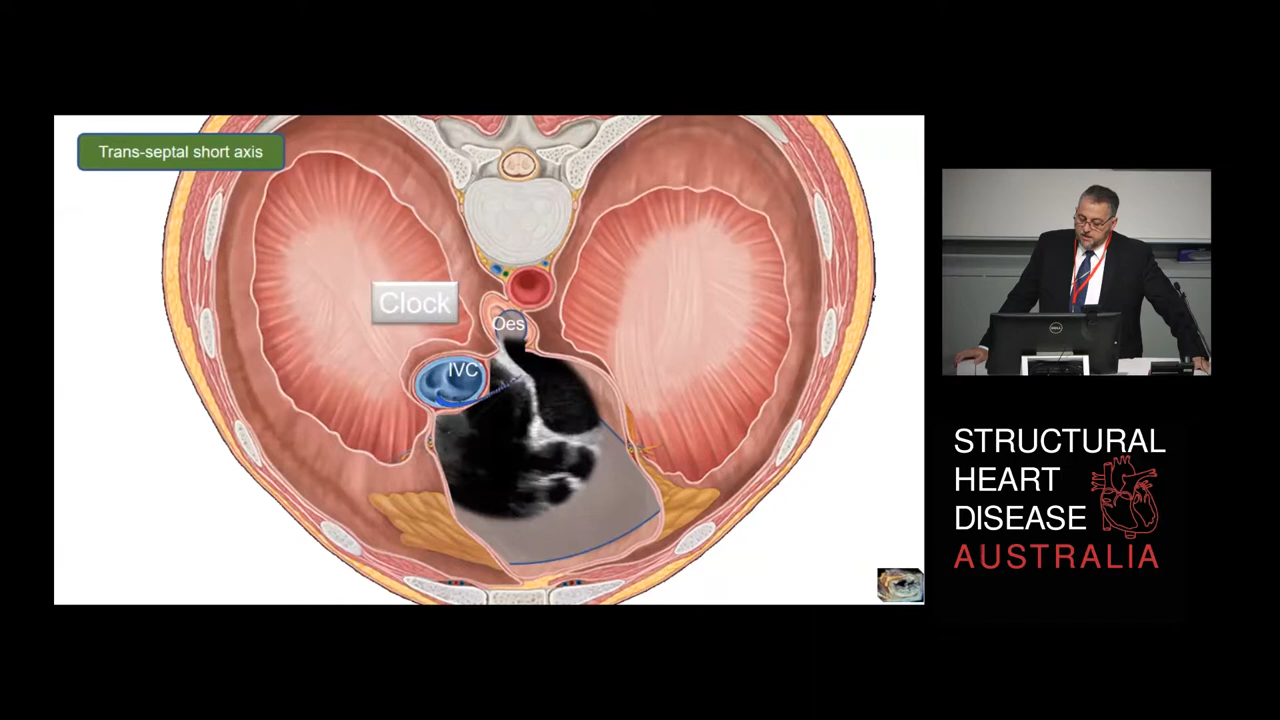 Trans-septal short axis
Clock
Oes
IVC
STRUCTURAL
HEART
DISEASE
AUSTRALIA